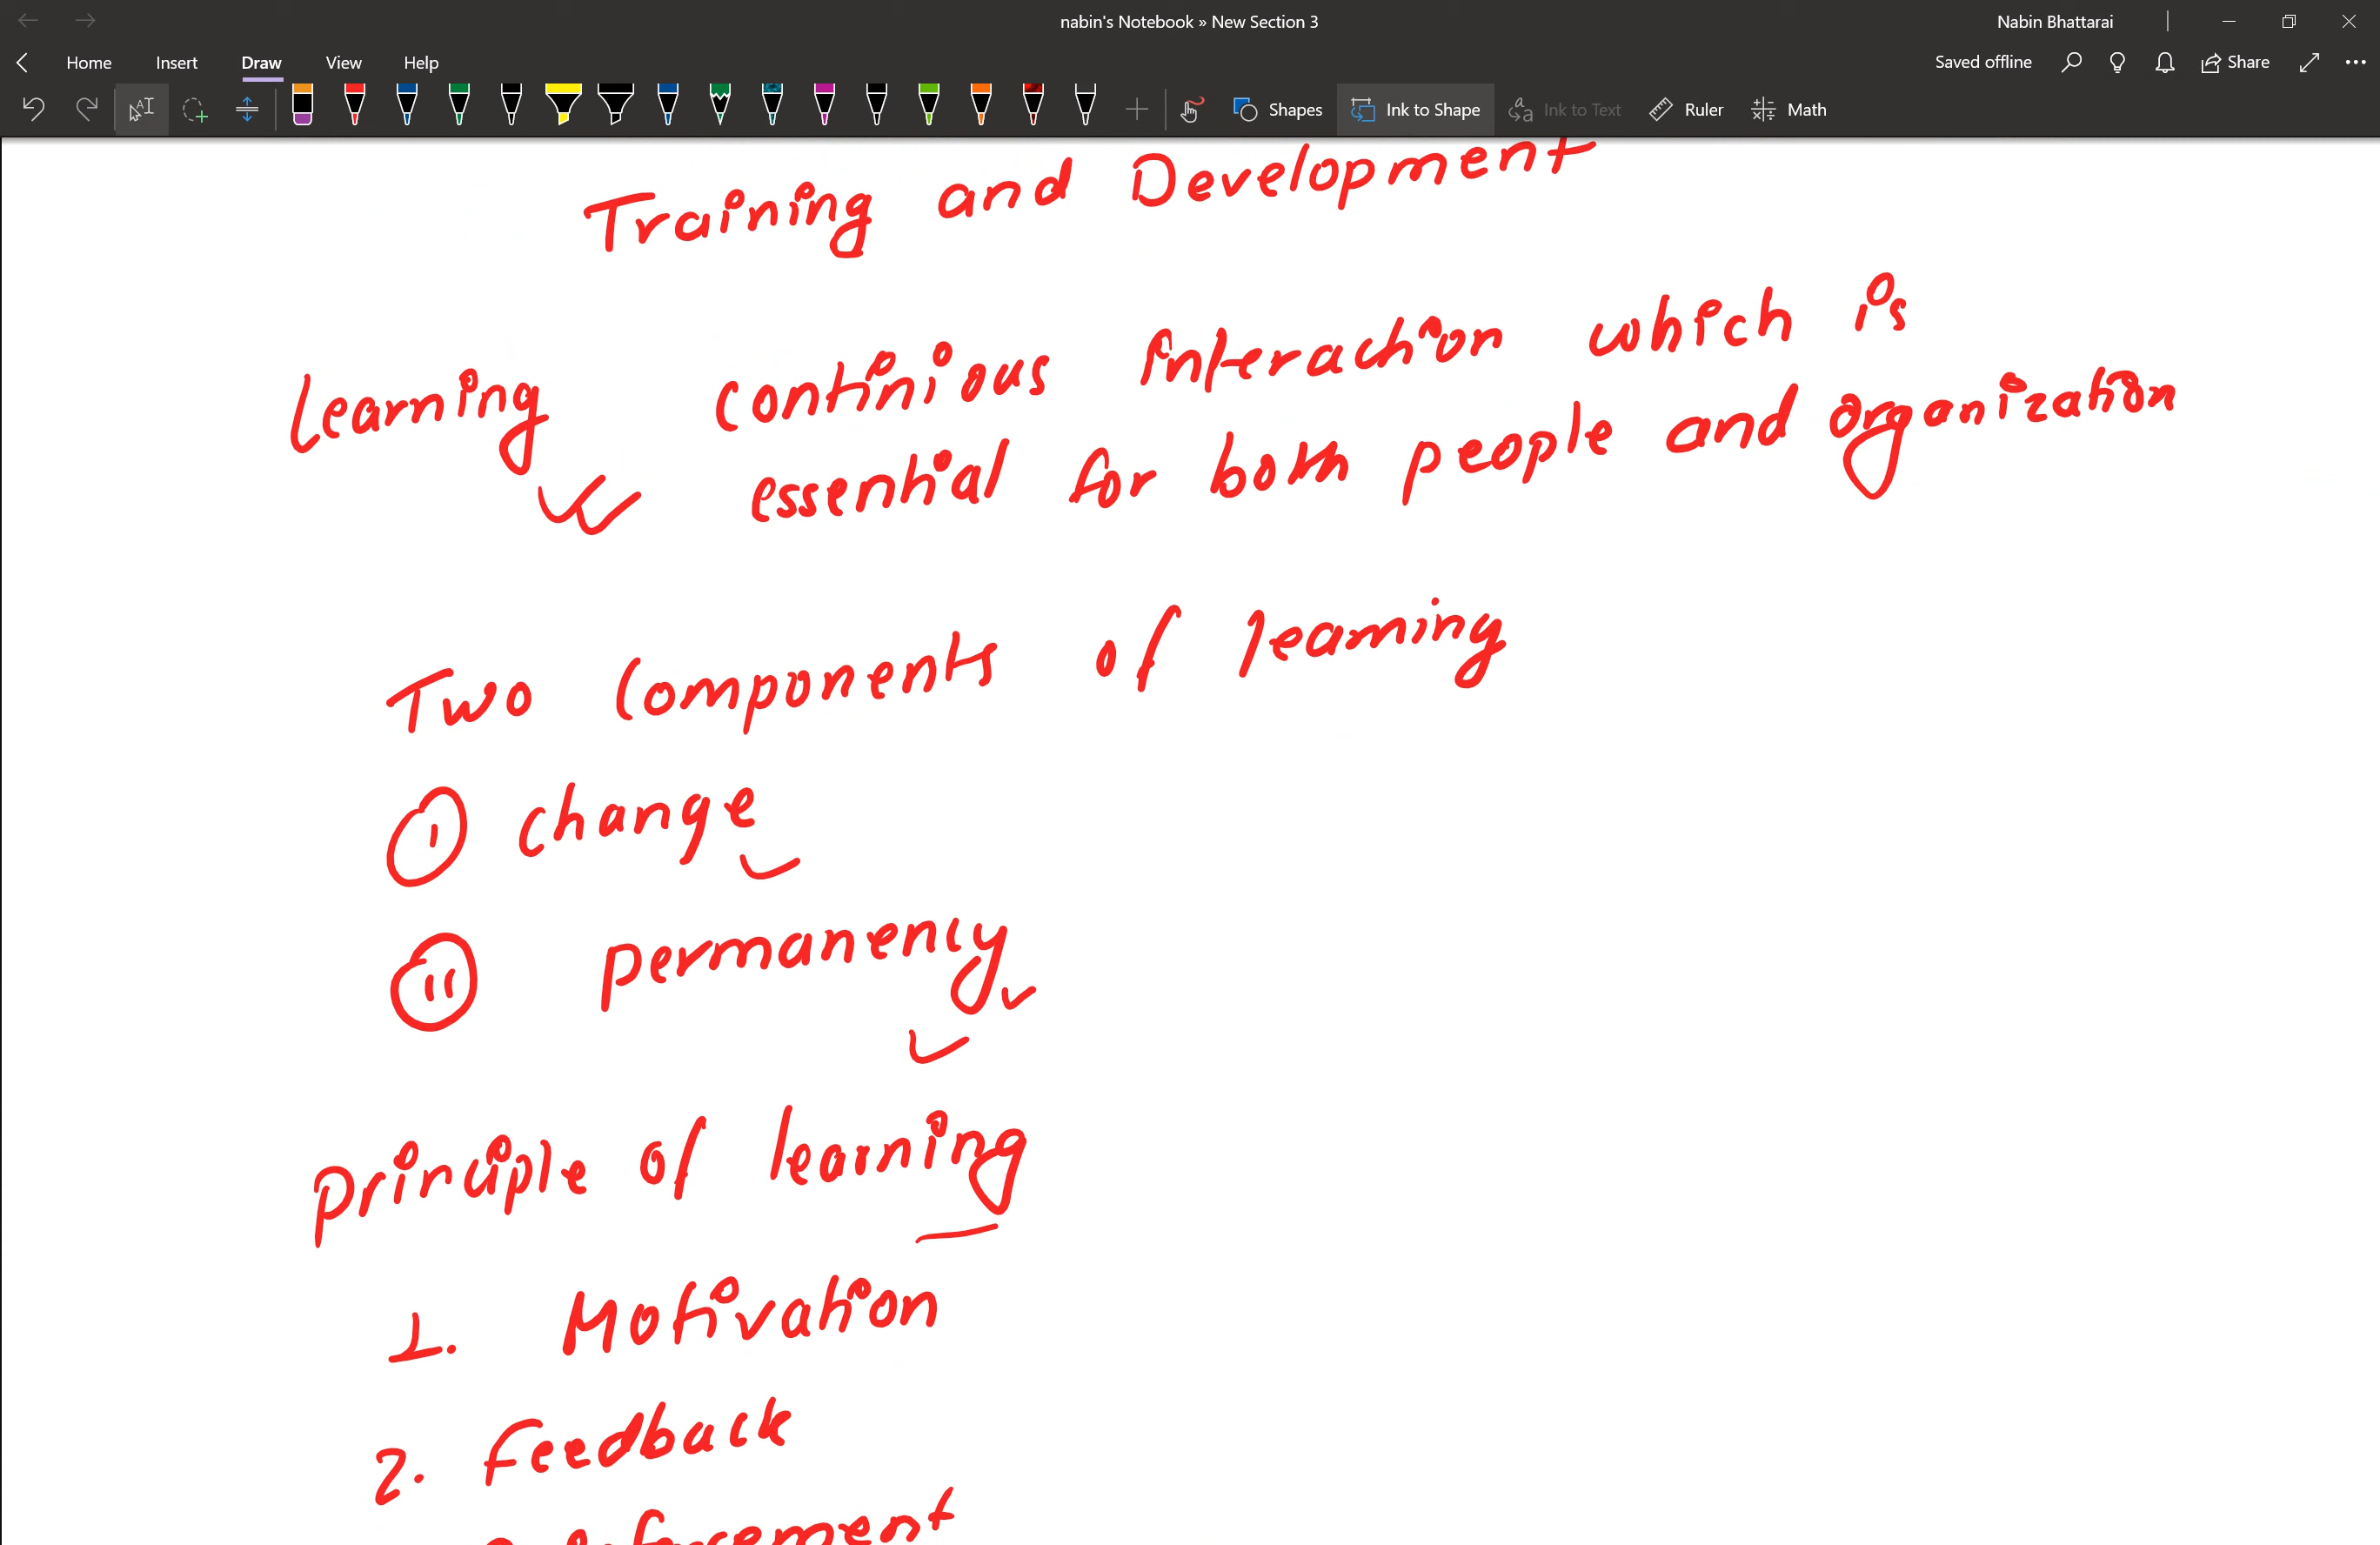 nabin's Notebook » New Section 3
Nabin Bhattarai
Home Insert Draw View Help
Saved offline
Share
Shapes
Ink to Shape
Ink to Text
Ruler
Math
Training and Development
Learning
continious interaction which is
essential for both people and organization
Two Components of learning
i change
ii permanency
principle of learning
1. Motivation
2. Feedback